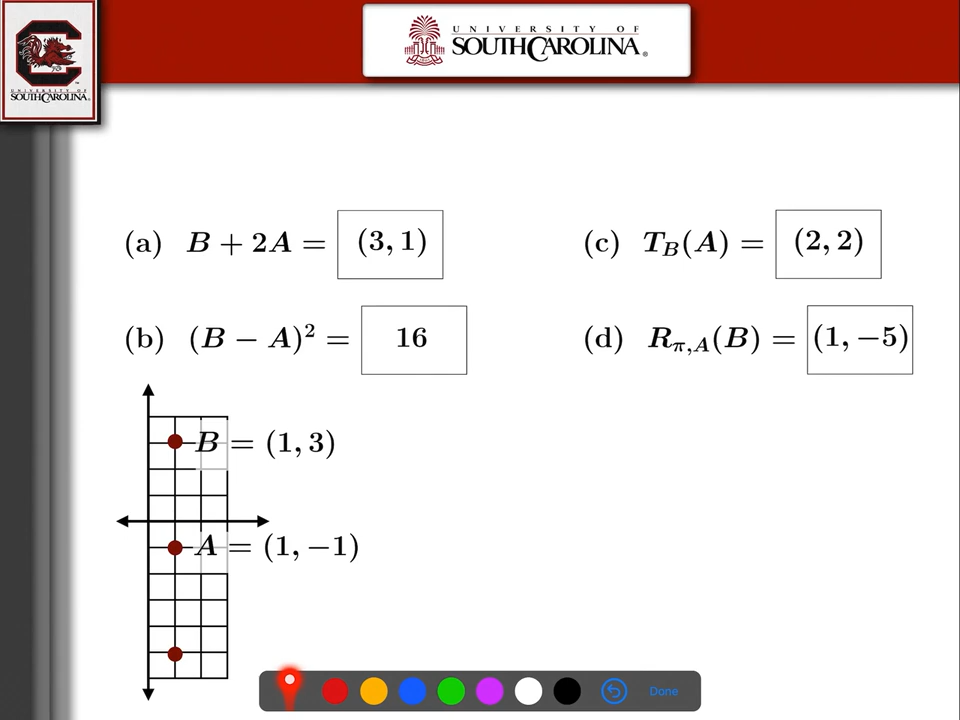 UNIVERSITY OF
SOUTH CAROLINA®
UNIVERSITY OF
SOUTH CAROLINA®
(a) B + 2A = (3, 1)
(c) T_B(A) = (2, 2)
(b) (B − A)² = 16
(d) R_{π,A}(B) = (1, −5)
B = (1, 3)
A = (1, −1)
Done